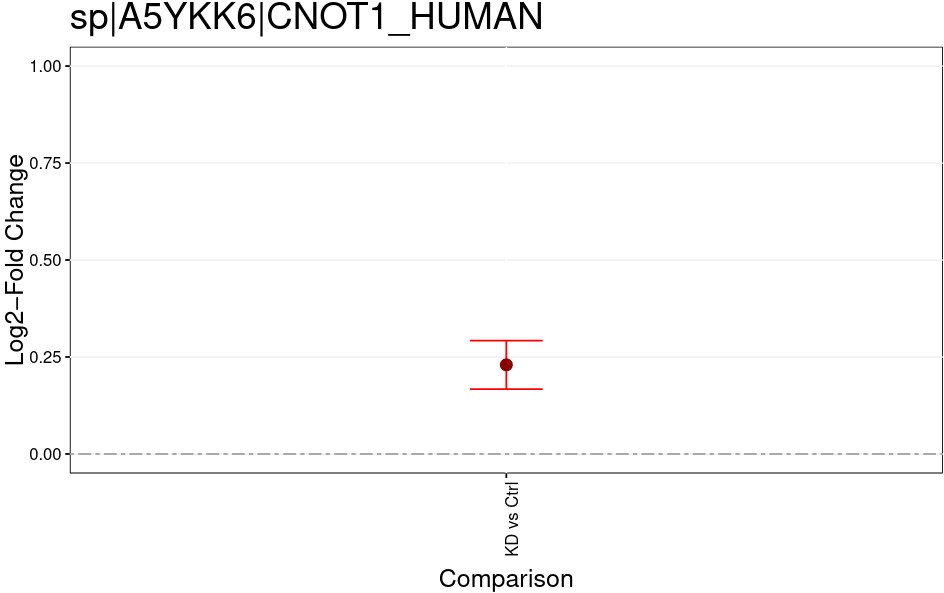 sp|A5YKK6|CNOT1_HUMAN
1.00
0.75
0.50
0.25
0.00
Log2−Fold Change
KD vs Ctrl
Comparison